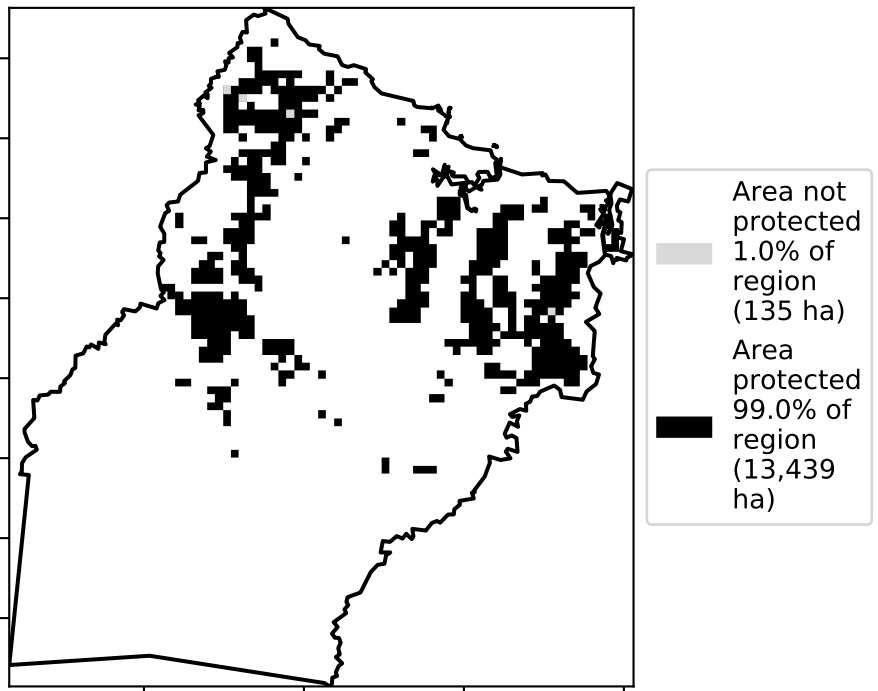 Area not
protected
1.0% of
region
(135 ha)
Area
protected
99.0% of
region
(13,439
ha)